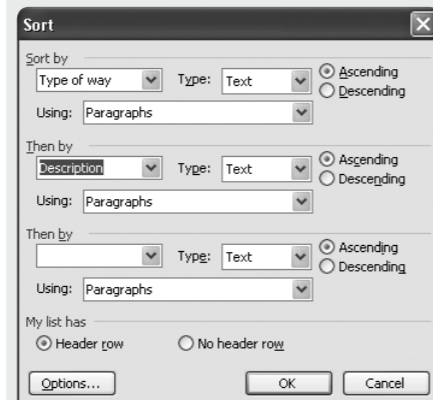 Sort
Sort by
Type of way Type: Text Ascending
Descending
Using: Paragraphs
Then by
Description Type: Text Ascending
Descending
Using: Paragraphs
Then by
Type: Text Ascending
Descending
Using: Paragraphs
My list has
Header row No header row
Options... OK Cancel